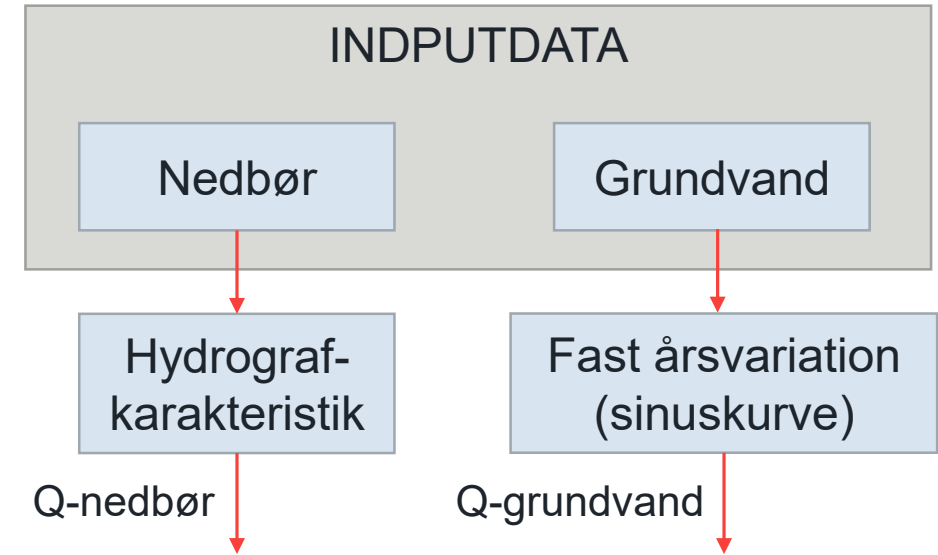 INDPUTDATA
Nedbør
Grundvand
Hydrograf-
karakteristik
Fast årsvariation
(sinuskurve)
Q-nedbør
Q-grundvand